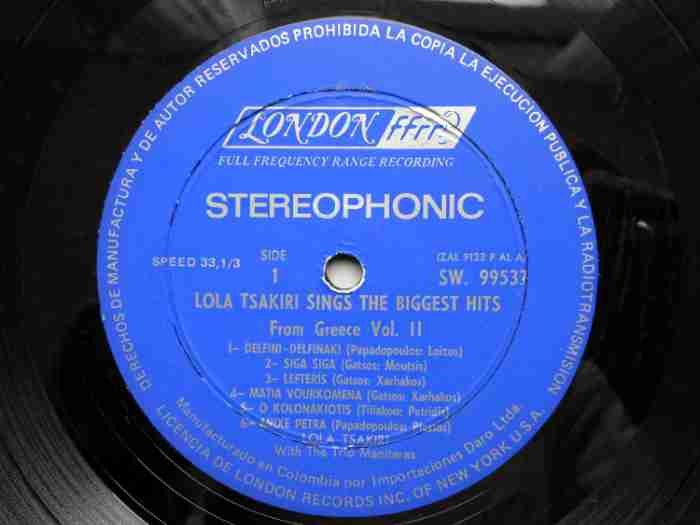 DERECHOS DE MANUFACTURA Y DE AUTOR RESERVADOS PROHIBIDA LA COPIA LA EJECUCION PUBLICA Y LA RADIOTRANSMISION
LONDON ffrr
FULL FREQUENCY RANGE RECORDING
STEREOPHONIC
SPEED 33,1/3
SIDE
1
(ZAL 9122 P AL A)
SW. 99533
LOLA TSAKIRI SINGS THE BIGGEST HITS
From Greece Vol. II
1- DELFINI-DELFINAKI (Papadopoulos: Loizos)
2- SIGA SIGA (Gatsos: Moutsis)
3- LEFTERIS (Gatsos: Xarhakos)
4- MATIA VOURKOMENA (Gatsos: Xarhakos)
5- O KOLONAKIOTIS (Tiliakos: Petridis)
6- PETRA (Papadopoulos: Plessas)
LOLA TSAKIRI
With The Trio Maniteras
Manufacturado en Colombia por Importaciones Daro Ltda.
LICENCIA DE LONDON RECORDS INC. OF NEW YORK U.S.A.